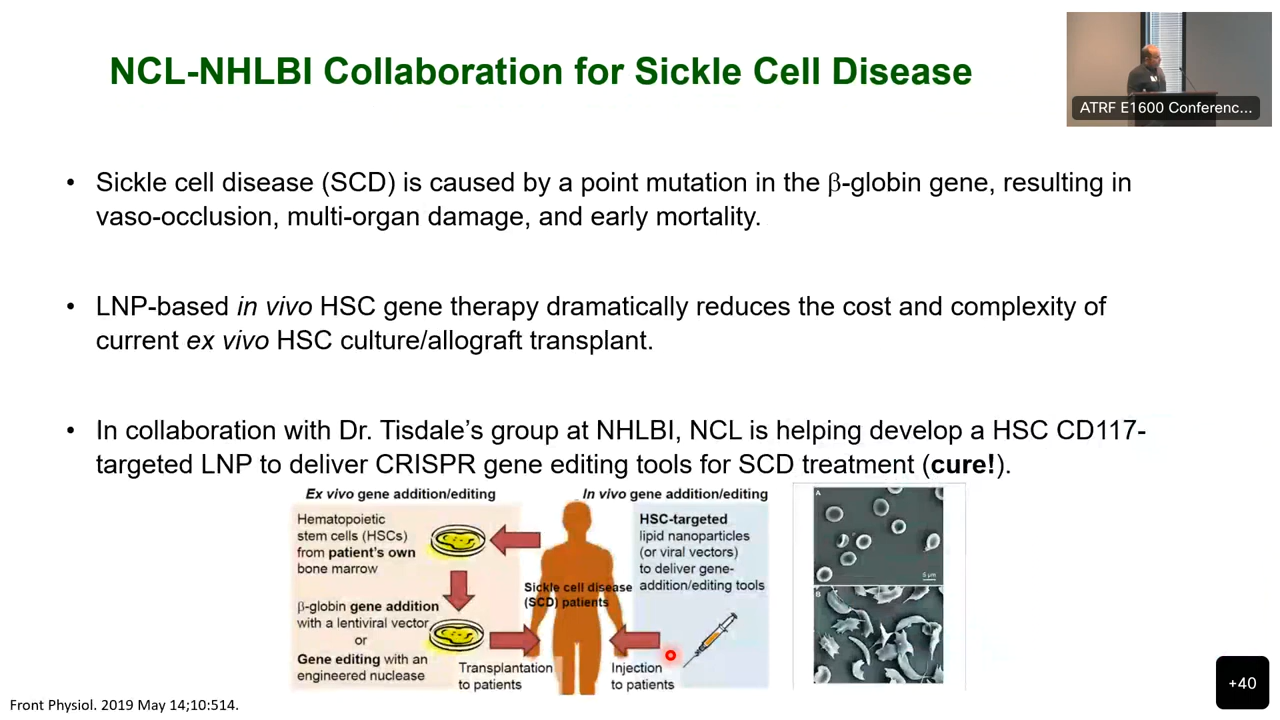 NCL-NHLBI Collaboration for Sickle Cell Disease
ATRF E1600 Conferenc...
• Sickle cell disease (SCD) is caused by a point mutation in the β-globin gene, resulting in
vaso-occlusion, multi-organ damage, and early mortality.
• LNP-based in vivo HSC gene therapy dramatically reduces the cost and complexity of
current ex vivo HSC culture/allograft transplant.
• In collaboration with Dr. Tisdale's group at NHLBI, NCL is helping develop a HSC CD117-
targeted LNP to deliver CRISPR gene editing tools for SCD treatment (cure!).
Ex vivo gene addition/editing
Hematopoietic
stem cells (HSCs)
from patient's own
bone marrow
β-globin gene addition
with a lentiviral vector
or
Gene editing with an
engineered nuclease
Transplantation
to patients
Sickle cell disease
(SCD) patients
In vivo gene addition/editing
HSC-targeted
lipid nanoparticles
(or viral vectors)
to deliver gene-
addition/editing tools
Injection
to patients
A
5 µm
B
+40
Front Physiol. 2019 May 14;10:514.